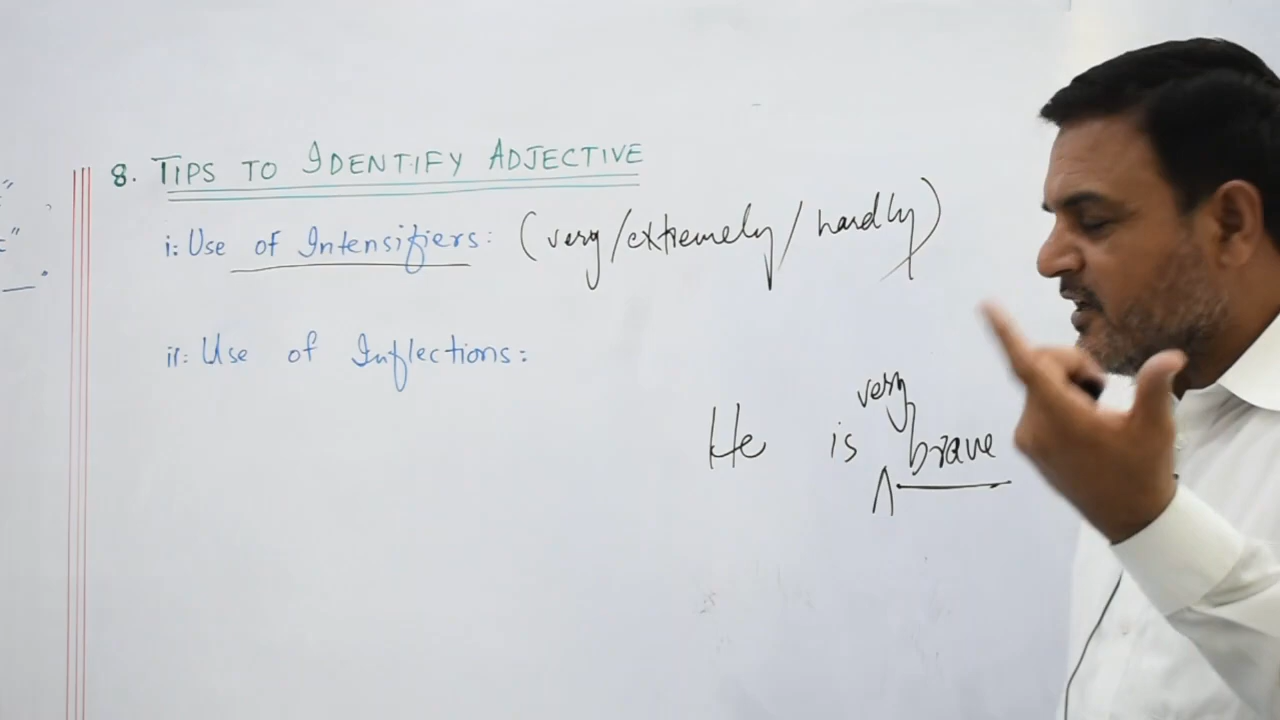 8. TIPS TO IDENTIFY ADJECTIVE
i: Use of Intensifiers: (very/extremely/hardly)
ii: Use of Inflections:
very
He is brave